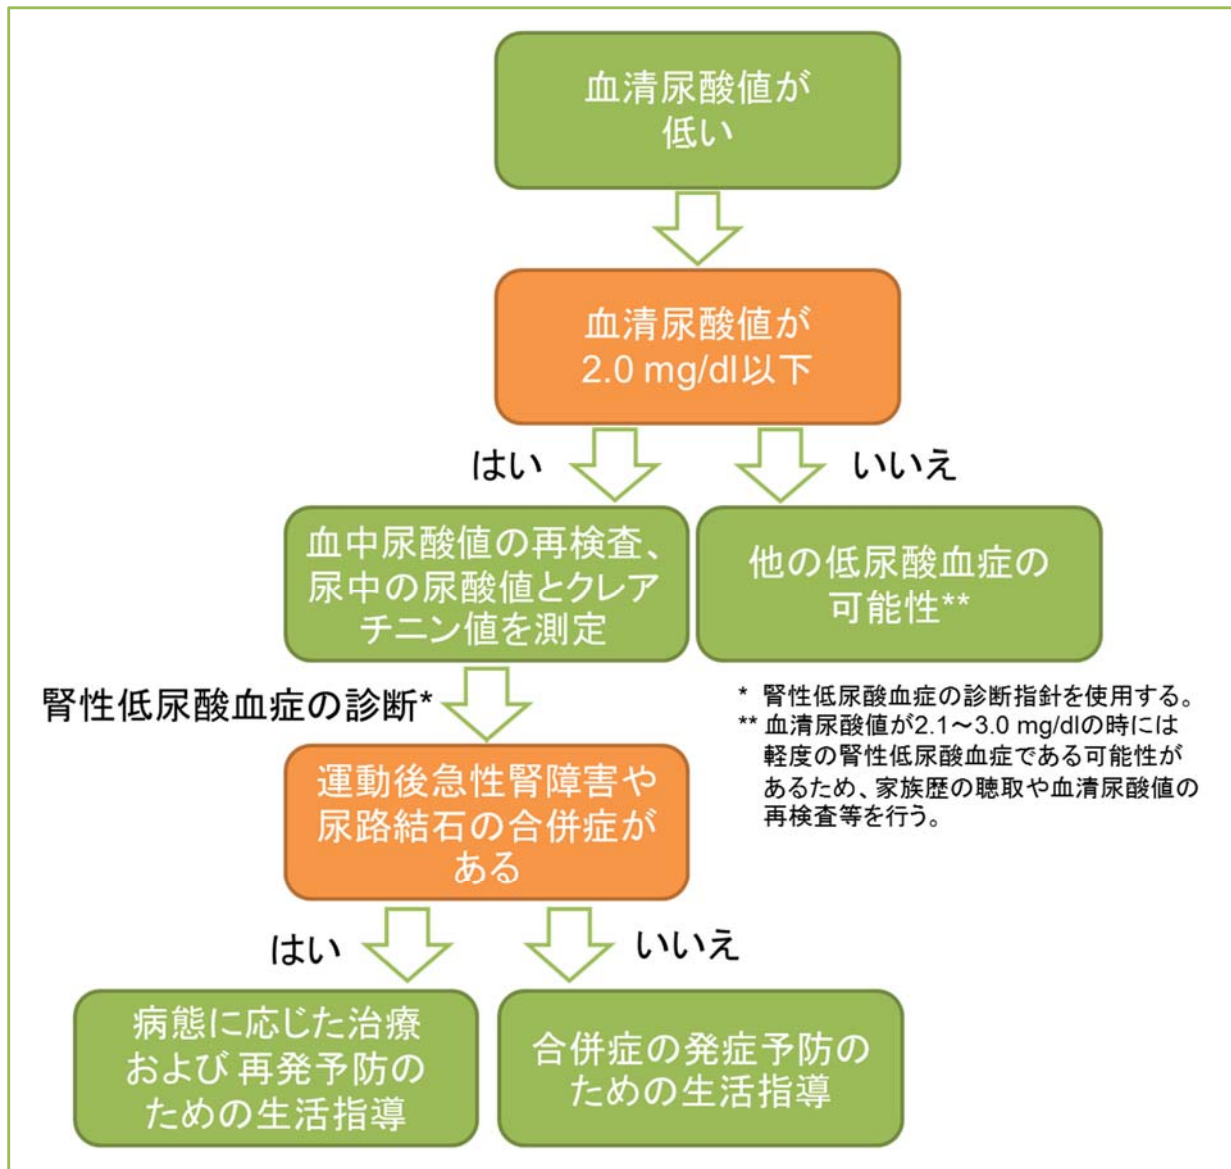 血清尿酸値が
低い
血清尿酸値が
2.0 mg/dl以下
はい
いいえ
血中尿酸値の再検査、
尿中の尿酸値とクレア
チニン値を測定
他の低尿酸血症の
可能性**
腎性低尿酸血症の診断*
* 腎性低尿酸血症の診断指針を使用する。
** 血清尿酸値が2.1～3.0 mg/dlの時には
軽度の腎性低尿酸血症である可能性が
あるため、家族歴の聴取や血清尿酸値の
再検査等を行う。
運動後急性腎障害や
尿路結石の合併症が
ある
はい
いいえ
病態に応じた治療
および 再発予防の
ための生活指導
合併症の発症予防の
ための生活指導